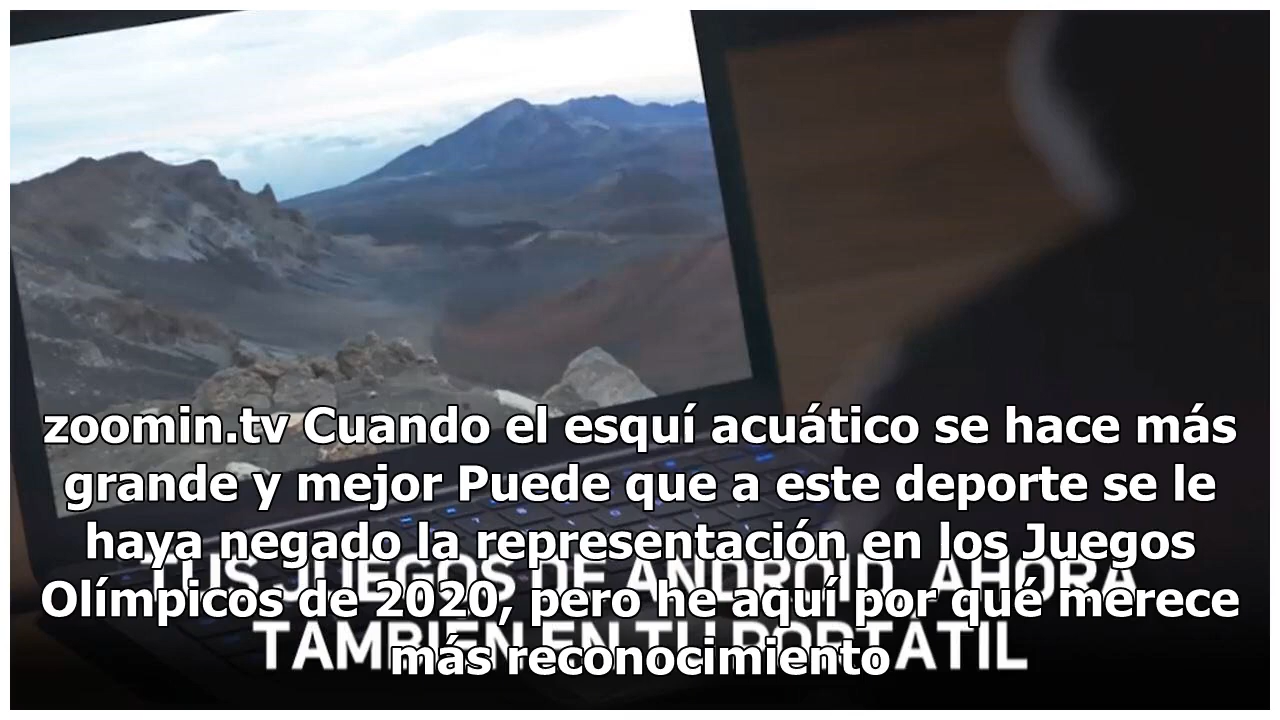 zoomin.tv Cuando el esquí acuático se hace más
grande y mejor Puede que a este deporte se le
haya negado la representación en los Juegos
Olímpicos de 2020, pero he aquí por qué merece
más reconocimiento
TUS JUEGOS DE ANDROID, AHORA
TAMBIÉN EN TU PORTÁTIL